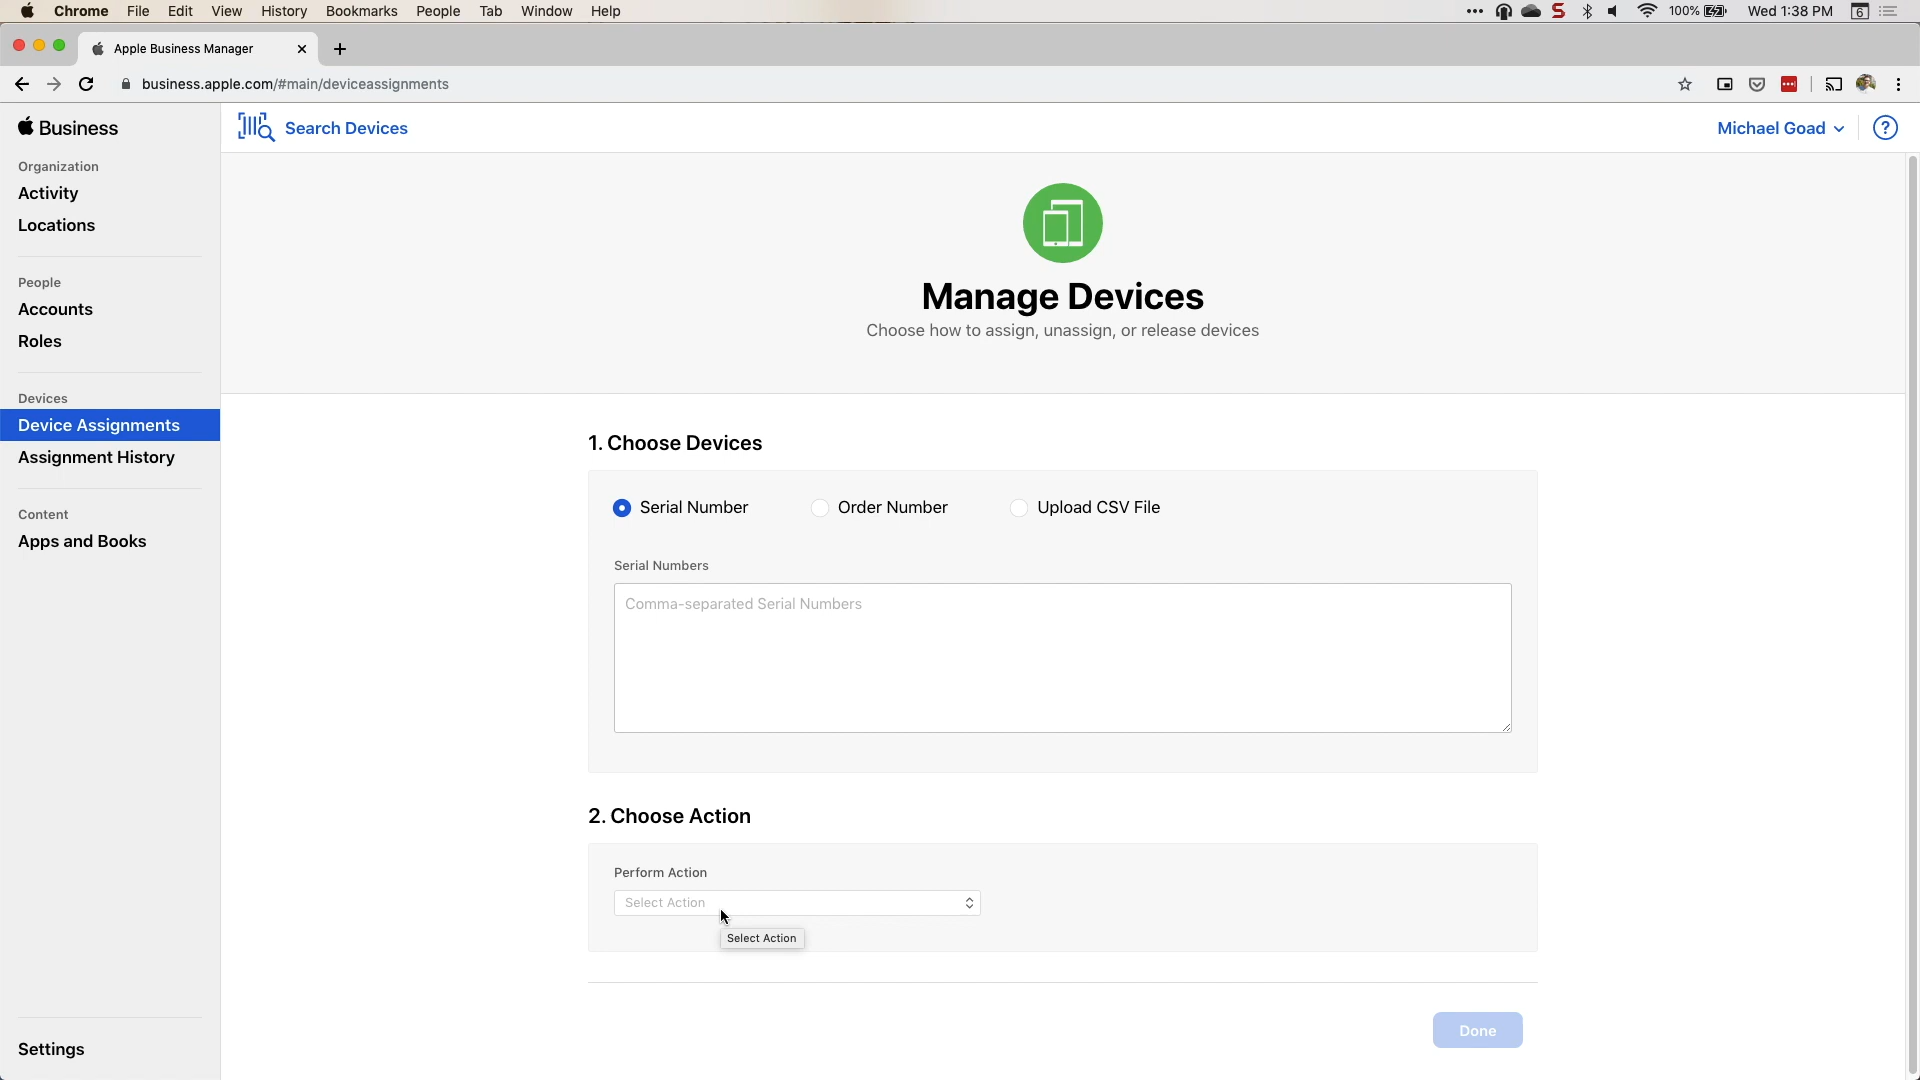 Chrome File Edit View History Bookmarks People Tab Window Help
100% Wed 1:38 PM 6
Apple Business Manager
business.apple.com/#main/deviceassignments
Business
Search Devices
Michael Goad
?
Organization
Activity
Locations
People
Accounts
Roles
Devices
Device Assignments
Assignment History
Content
Apps and Books
Settings
Manage Devices
Choose how to assign, unassign, or release devices
1. Choose Devices
Serial Number Order Number Upload CSV File
Serial Numbers
Comma-separated Serial Numbers
2. Choose Action
Perform Action
Select Action
Select Action
Done